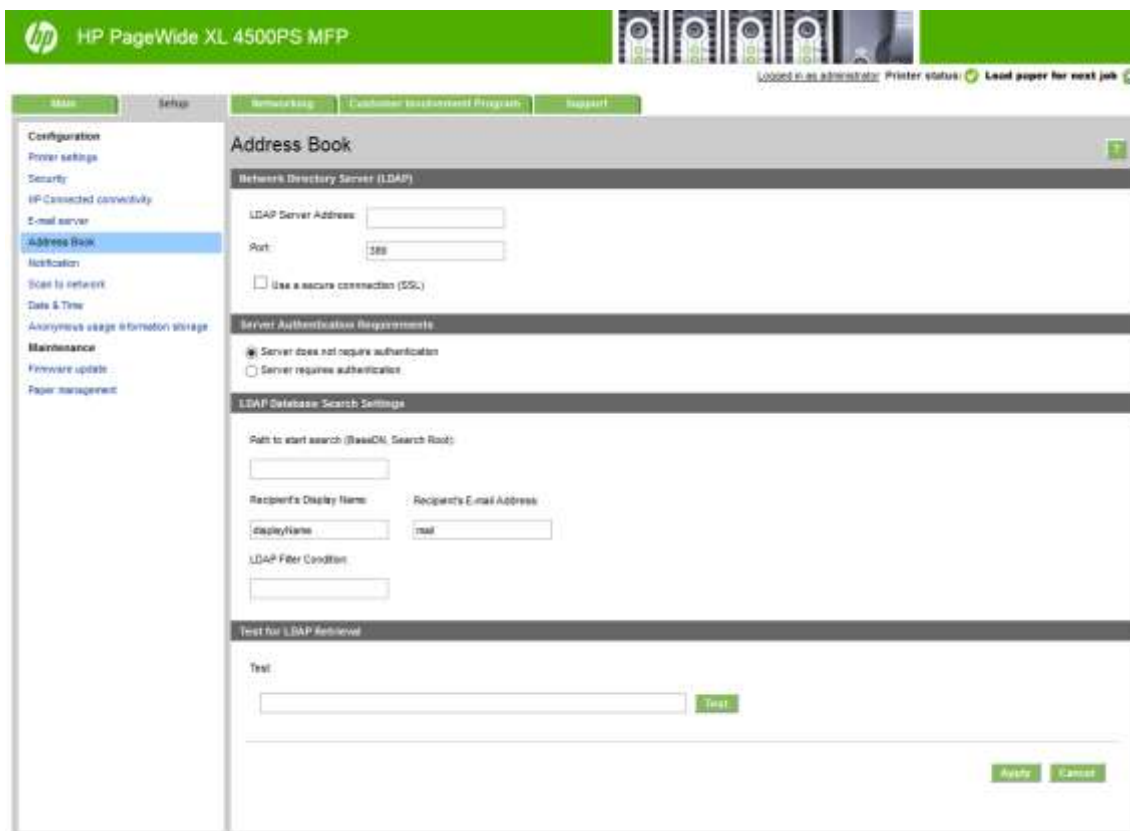 hp HP PageWide XL 4500PS MFP
Logged in as administrator Printer status: Load paper for next job
Main Setup Networking Customer Involvement Program Support
Configuration
Printer settings
Security
HP Connected connectivity
E-mail server
Address Book
Notification
Scan to network
Date & Time
Anonymous usage information storage
Maintenance
Firmware update
Paper management
Address Book
?
Network Directory Server (LDAP)
LDAP Server Address:
Port: 389
Use a secure connnection (SSL)
Server Authentication Requirements
Server does not require authentication
Server requires authentication
LDAP Database Search Settings
Path to start search (BaseDN, Search Root):
Recipient's Display Name: Recipient's E-mail Address:
displayName mail
LDAP Filter Condition:
Test for LDAP Retrieval
Test:
Test
Apply Cancel